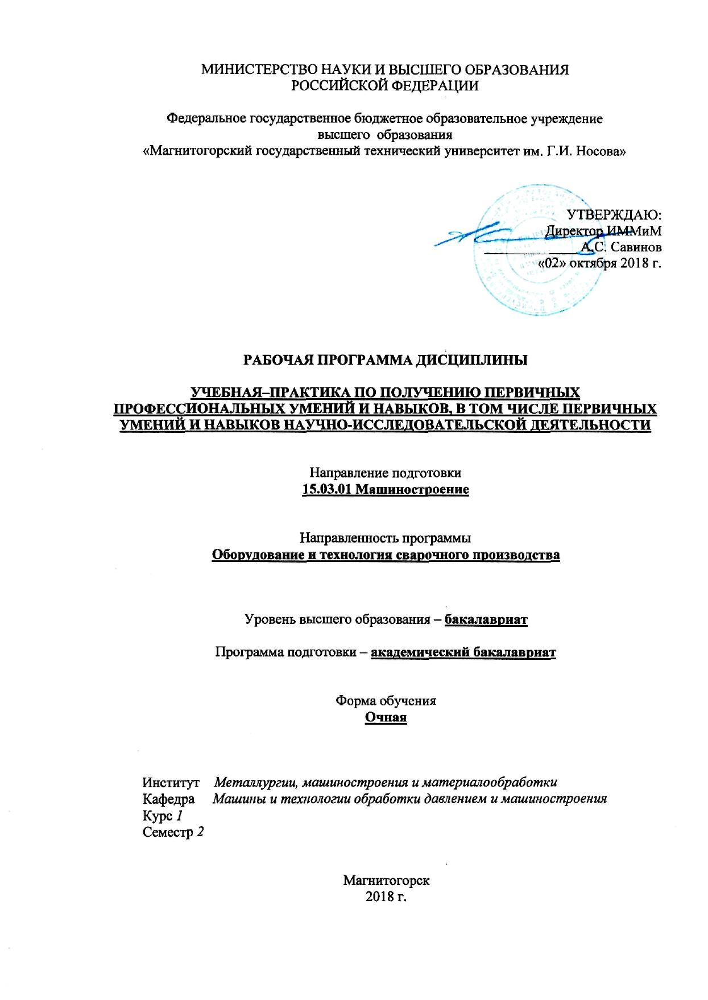 МИНИСТЕРСТВО НАУКИ И ВЫСШЕГО ОБРАЗОВАНИЯ
РОССИЙСКОЙ ФЕДЕРАЦИИ
Федеральное государственное бюджетное образовательное учреждение
высшего образования
«Магнитогорский государственный технический университет им. Г.И. Носова»
УТВЕРЖДАЮ:
Директор ИММиМ
А.С. Савинов
«02» октября 2018 г.
РАБОЧАЯ ПРОГРАММА ДИСЦИПЛИНЫ
УЧЕБНАЯ–ПРАКТИКА ПО ПОЛУЧЕНИЮ ПЕРВИЧНЫХ
ПРОФЕССИОНАЛЬНЫХ УМЕНИЙ И НАВЫКОВ, В ТОМ ЧИСЛЕ ПЕРВИЧНЫХ
УМЕНИЙ И НАВЫКОВ НАУЧНО-ИССЛЕДОВАТЕЛЬСКОЙ ДЕЯТЕЛЬНОСТИ
Направление подготовки
15.03.01 Машиностроение
Направленность программы
Оборудование и технология сварочного производства
Уровень высшего образования – бакалавриат
Программа подготовки – академический бакалавриат
Форма обучения
Очная
Институт Металлургии, машиностроения и материалообработки
Кафедра Машины и технологии обработки давлением и машиностроения
Курс 1
Семестр 2
Магнитогорск
2018 г.